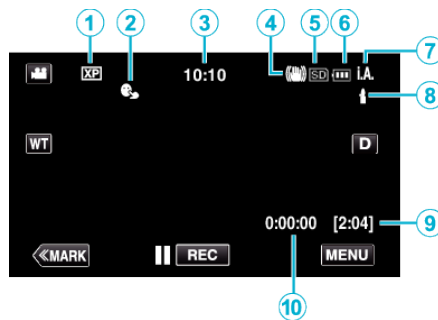 1 2 3 4 5 6 7
XP 10:10 SD i.A.
8
WT D
0:00:00 [2:04] 9
≪MARK REC MENU
10